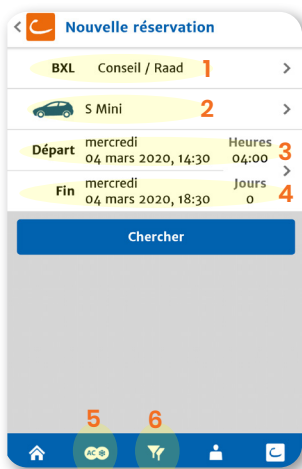 Nouvelle réservation
BXL Conseil / Raad 1
S Mini 2
Départ mercredi Heures
04 mars 2020, 14:30 04:00 3
Fin mercredi Jours
04 mars 2020, 18:30 0 4
Chercher
5 6
AC